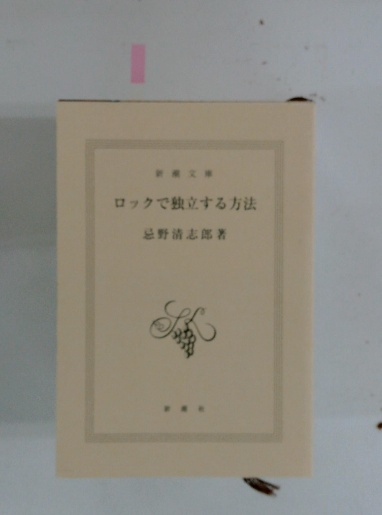 新潮文庫
ロックで独立する方法
忌野清志郎著
新潮社